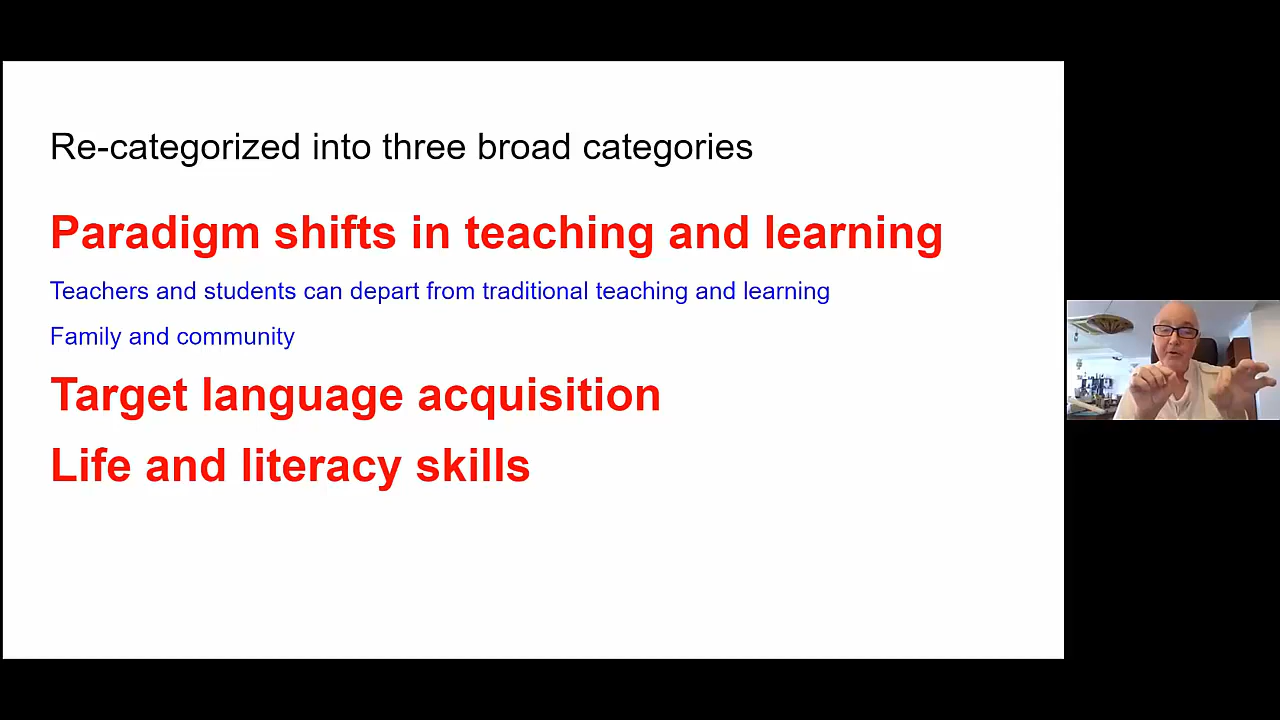 Re-categorized into three broad categories
Paradigm shifts in teaching and learning
Teachers and students can depart from traditional teaching and learning
Family and community
Target language acquisition
Life and literacy skills